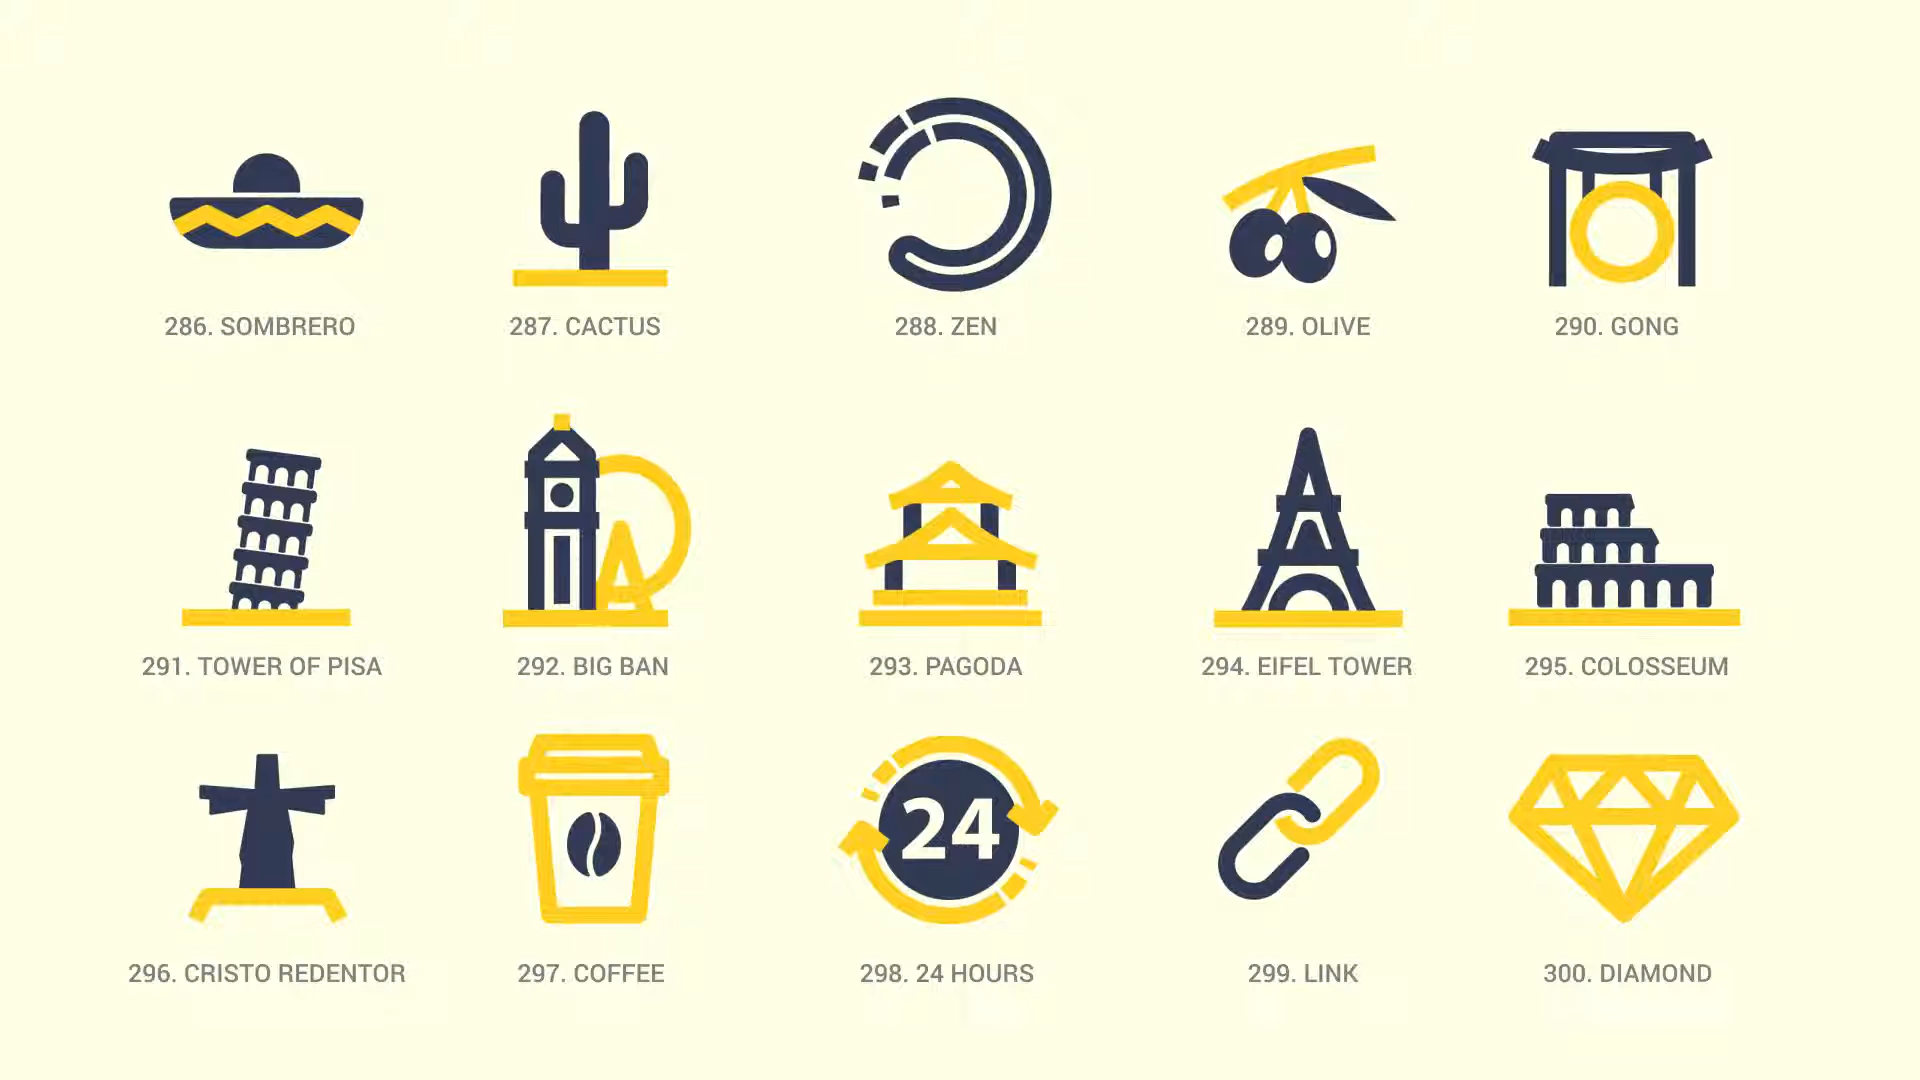 286. SOMBRERO
287. CACTUS
288. ZEN
289. OLIVE
290. GONG
291. TOWER OF PISA
292. BIG BAN
293. PAGODA
294. EIFEL TOWER
295. COLOSSEUM
24
296. CRISTO REDENTOR
297. COFFEE
298. 24 HOURS
299. LINK
300. DIAMOND